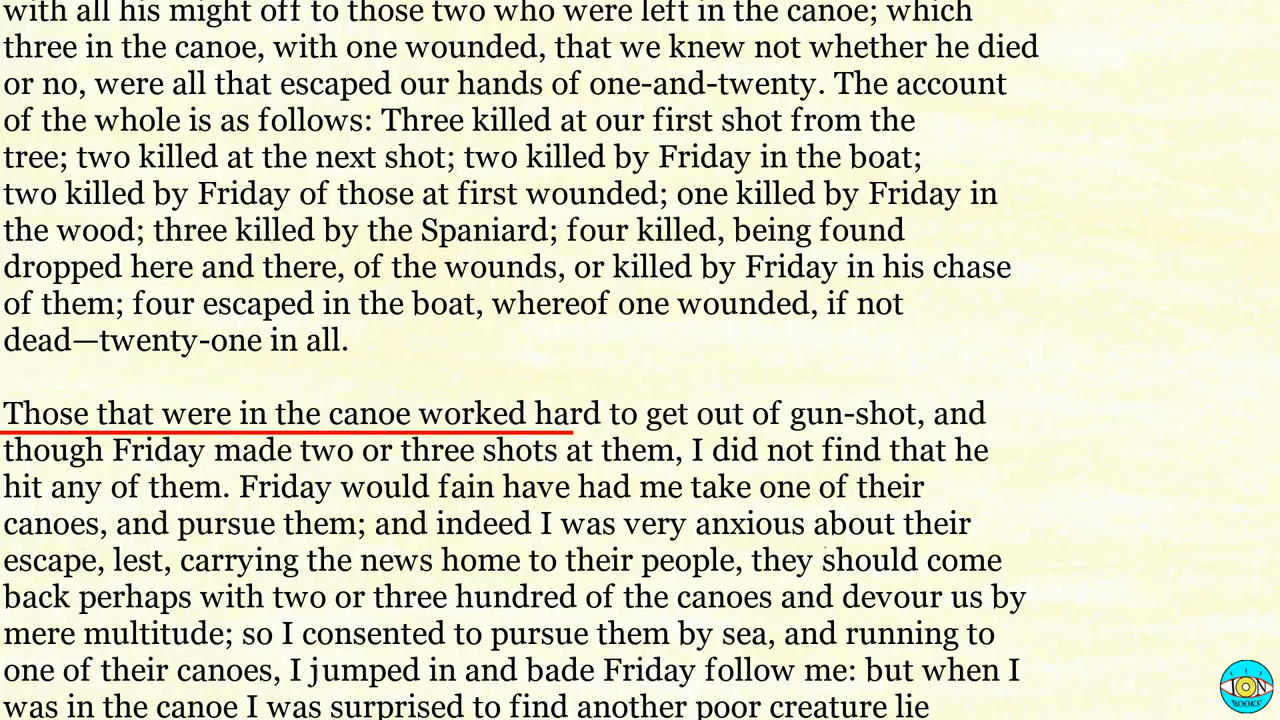 with all his might off to those two who were left in the canoe; which
three in the canoe, with one wounded, that we knew not whether he died
or no, were all that escaped our hands of one-and-twenty. The account
of the whole is as follows: Three killed at our first shot from the
tree; two killed at the next shot; two killed by Friday in the boat;
two killed by Friday of those at first wounded; one killed by Friday in
the wood; three killed by the Spaniard; four killed, being found
dropped here and there, of the wounds, or killed by Friday in his chase
of them; four escaped in the boat, whereof one wounded, if not
dead—twenty-one in all.
Those that were in the canoe worked hard to get out of gun-shot, and
though Friday made two or three shots at them, I did not find that he
hit any of them. Friday would fain have had me take one of their
canoes, and pursue them; and indeed I was very anxious about their
escape, lest, carrying the news home to their people, they should come
back perhaps with two or three hundred of the canoes and devour us by
mere multitude; so I consented to pursue them by sea, and running to
one of their canoes, I jumped in and bade Friday follow me: but when I
was in the canoe I was surprised to find another poor creature lie
ION
BOOKS